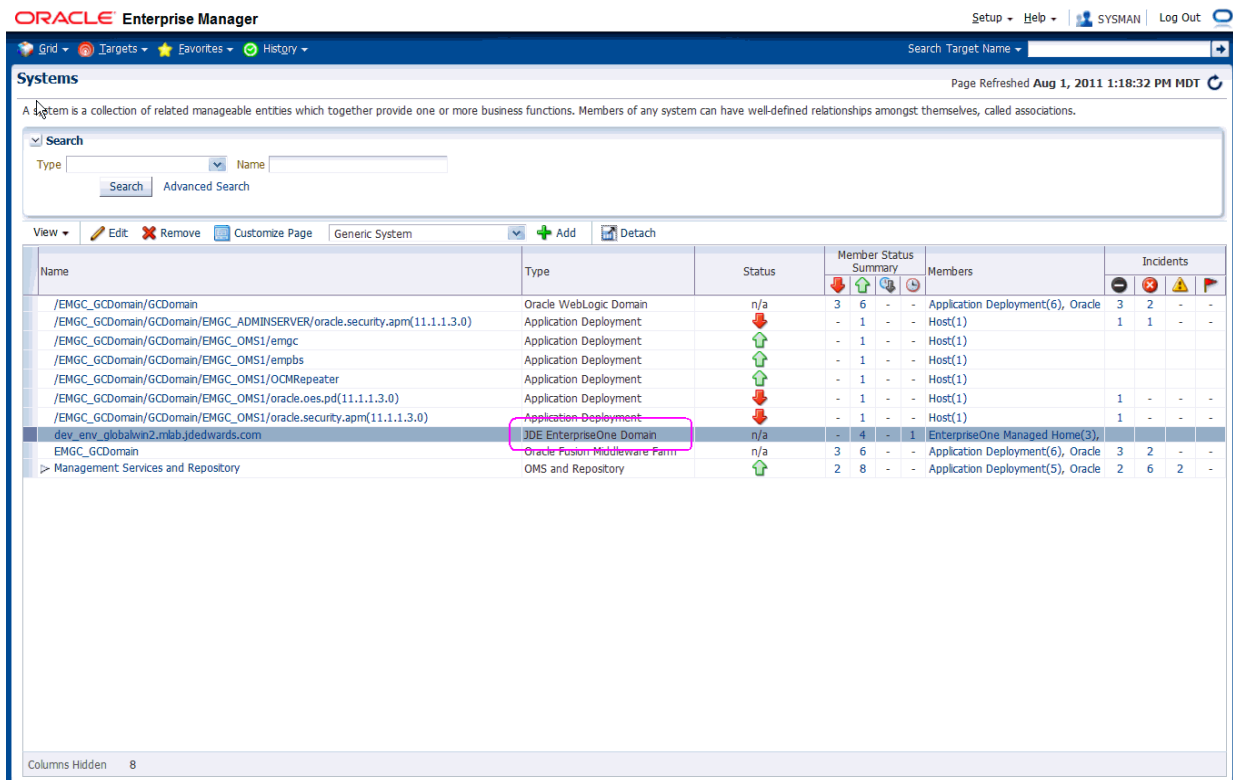 ORACLE Enterprise Manager
Setup Help SYSMAN Log Out
Grid Targets Favorites History Search Target Name
Systems
Page Refreshed Aug 1, 2011 1:18:32 PM MDT
A system is a collection of related manageable entities which together provide one or more business functions. Members of any system can have well-defined relationships amongst themselves, called associations.
Search
Type Name
Search Advanced Search
View Edit Remove Customize Page Generic System Add Detach
Name Type Status Member Status Summary Members Incidents
/EMGC_GCDomain/GCDomain Oracle WebLogic Domain n/a 3 6 - - Application Deployment(6), Oracle 3 2 - -
/EMGC_GCDomain/GCDomain/EMGC_ADMINSERVER/oracle.security.apm(11.1.1.3.0) Application Deployment - 1 - - Host(1) 1 1 - -
/EMGC_GCDomain/GCDomain/EMGC_OMS1/emgc Application Deployment - 1 - - Host(1)
/EMGC_GCDomain/GCDomain/EMGC_OMS1/empbs Application Deployment - 1 - - Host(1)
/EMGC_GCDomain/GCDomain/EMGC_OMS1/OCMRepeater Application Deployment - 1 - - Host(1)
/EMGC_GCDomain/GCDomain/EMGC_OMS1/oracle.oes.pd(11.1.1.3.0) Application Deployment - 1 - - Host(1) 1 - - -
/EMGC_GCDomain/GCDomain/EMGC_OMS1/oracle.security.apm(11.1.1.3.0) Application Deployment - 1 - - Host(1) 1 - - -
dev_env_globalwin2.mlab.jdedwards.com JDE EnterpriseOne Domain n/a - 4 - 1 EnterpriseOne Managed Home(3),
EMGC_GCDomain Oracle Fusion Middleware Farm n/a 3 6 - - Application Deployment(6), Oracle 3 2 - -
Management Services and Repository OMS and Repository 2 8 - - Application Deployment(5), Oracle 2 6 2 -
Columns Hidden 8